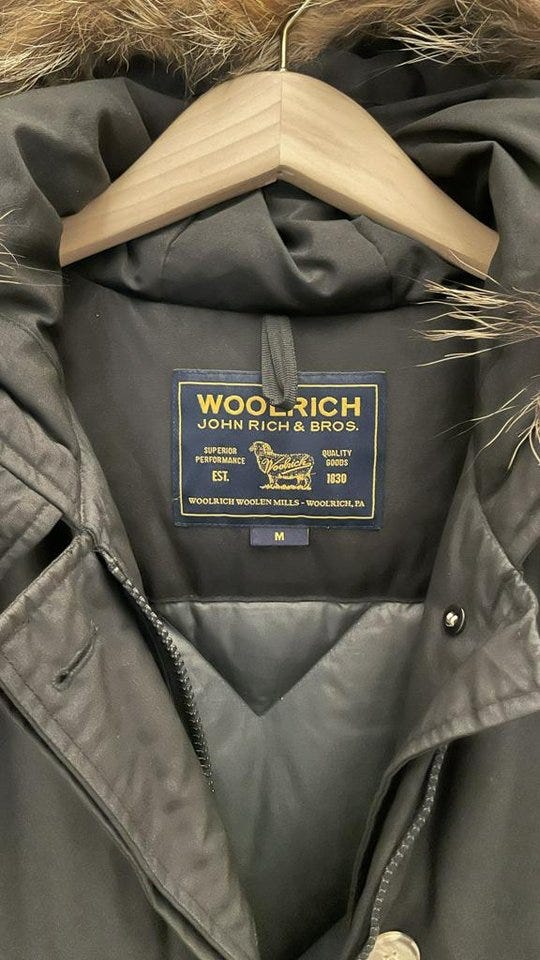 WOOLRICH
JOHN RICH & BROS.
SUPERIOR
PERFORMANCE
EST.
Woolrich
QUALITY
GOODS
1830
WOOLRICH WOOLEN MILLS - WOOLRICH, PA
M